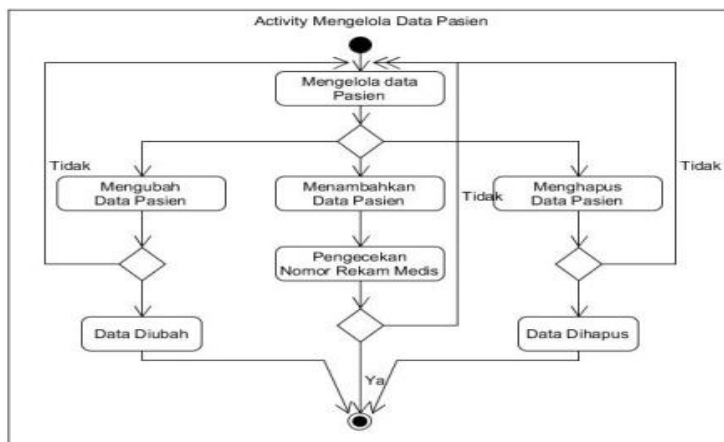 Activity Mengelola Data Pasien
Mengelola data
Pasien
Tidak
Tidak
Mengubah
Data Pasien
Menambahkan
Data Pasien
Tidak
Menghapus
Data Pasien
Pengecekan
Nomor Rekam Medis
Data Diubah
Data Dihapus
Ya